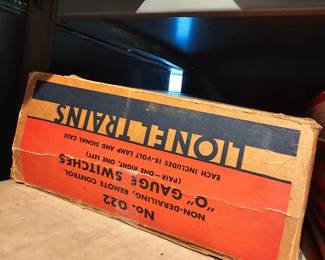 No. 022
NON-DERAILING, REMOTE CONTROL
"O" GAUGE SWITCHES
(PAIR—ONE RIGHT, ONE LEFT)
EACH INCLUDES 18-VOLT LAMP AND SIGNAL CASE
LIONEL TRAINS